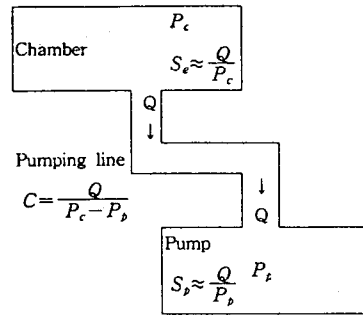 P_c
Chamber
S_e≈Q/P_c
Q
↓
Pumping line
C=Q/(P_c−P_p)
↓
Q
Pump
S_p≈Q/P_p P_p